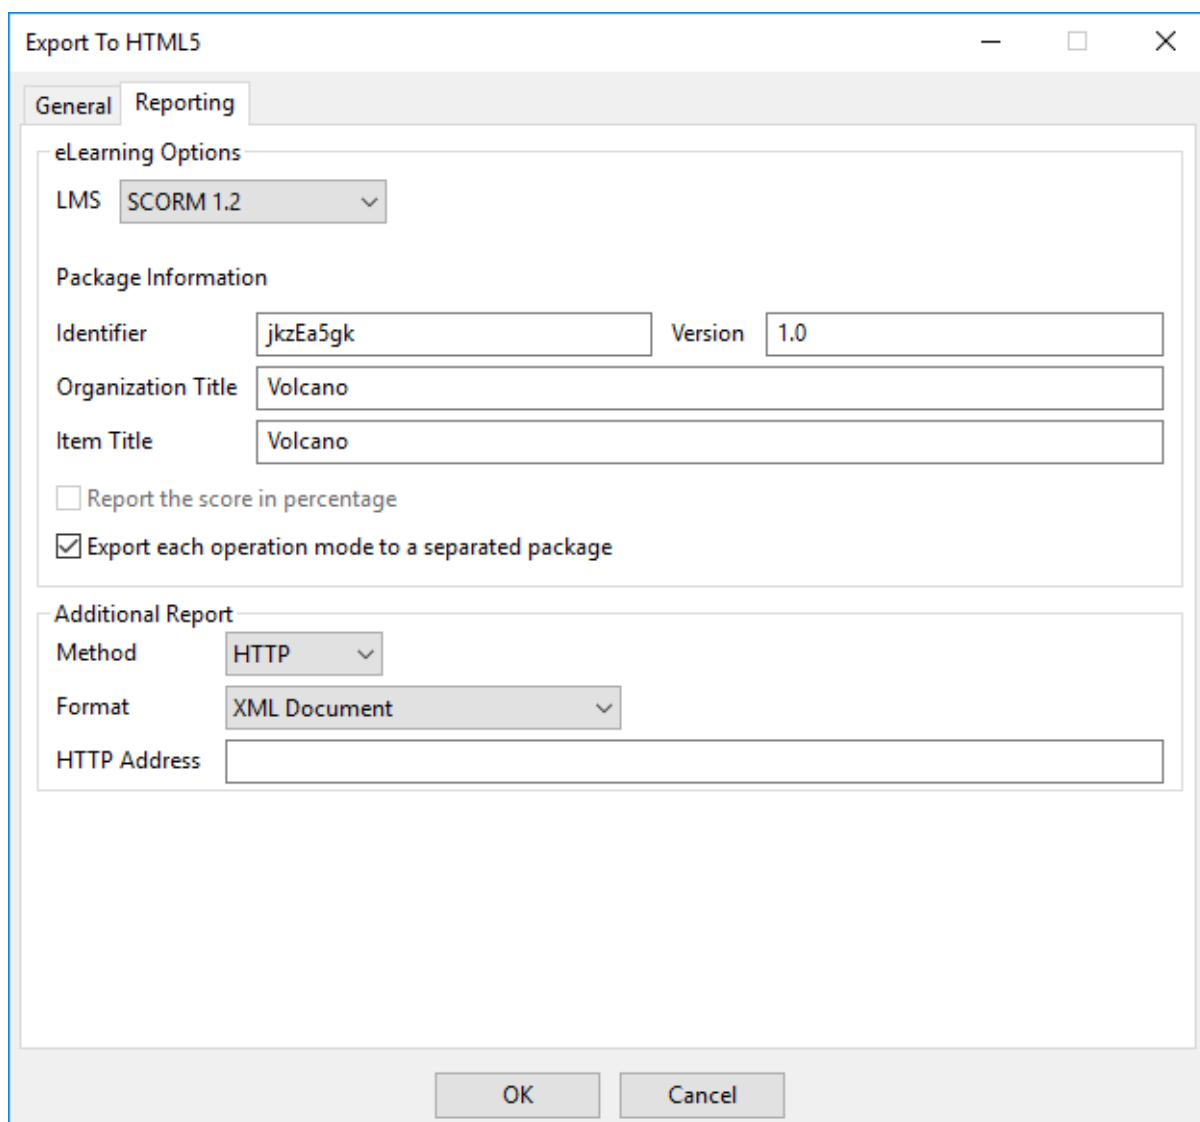 Export To HTML5
General Reporting
eLearning Options
LMS SCORM 1.2
Package Information
Identifier jkzEa5gk Version 1.0
Organization Title Volcano
Item Title Volcano
Report the score in percentage
Export each operation mode to a separated package
Additional Report
Method HTTP
Format XML Document
HTTP Address
OK Cancel